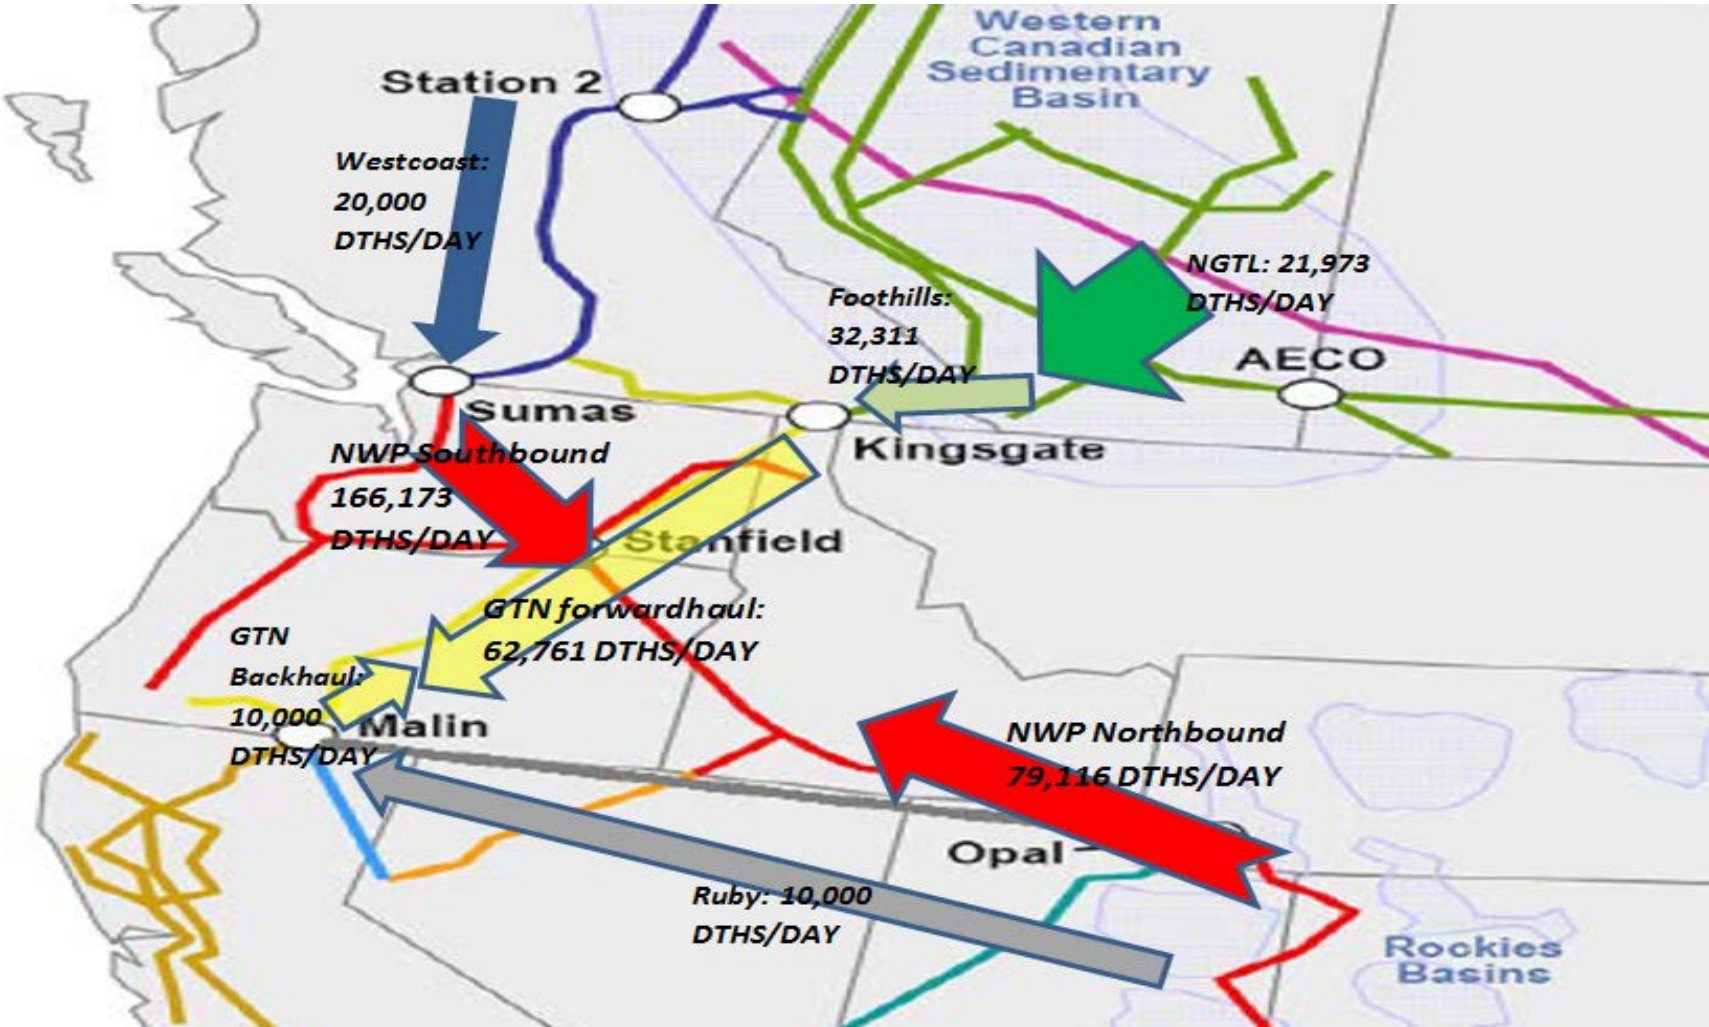 Western
Canadian
Sedimentary
Basin
Station 2
Westcoast:
20,000
DTHS/DAY
NGTL: 21,973
DTHS/DAY
Foothills:
32,311
DTHS/DAY
AECO
Sumas
Kingsgate
NWP Southbound
166,173
DTHS/DAY
Stanfield
GTN forwardhaul:
62,761 DTHS/DAY
GTN
Backhaul:
10,000
DTHS/DAY
Malin
NWP Northbound
79,116 DTHS/DAY
Opal
Ruby: 10,000
DTHS/DAY
Rockies
Basins